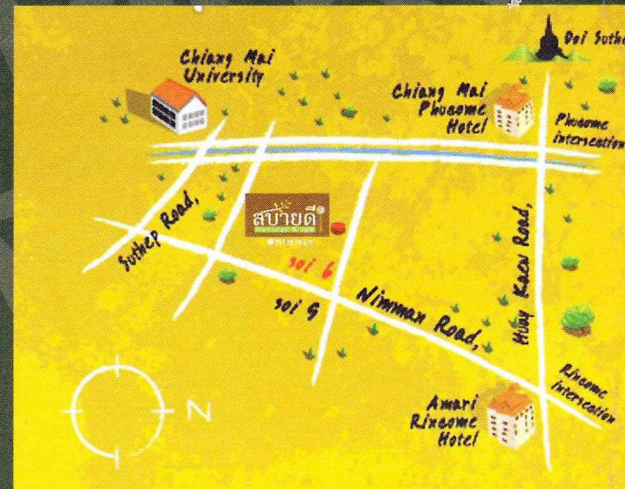 Doi Suthe
Chiang Mai
University
Chiang Mai
Phucome
Hotel
Phucome
intersection
สบายดี
Suthep Road,
soi 6
soi 9
Nimman Road,
Huay Kaew Road,
Rincome
intersection
Amari
Rincome
Hotel
N